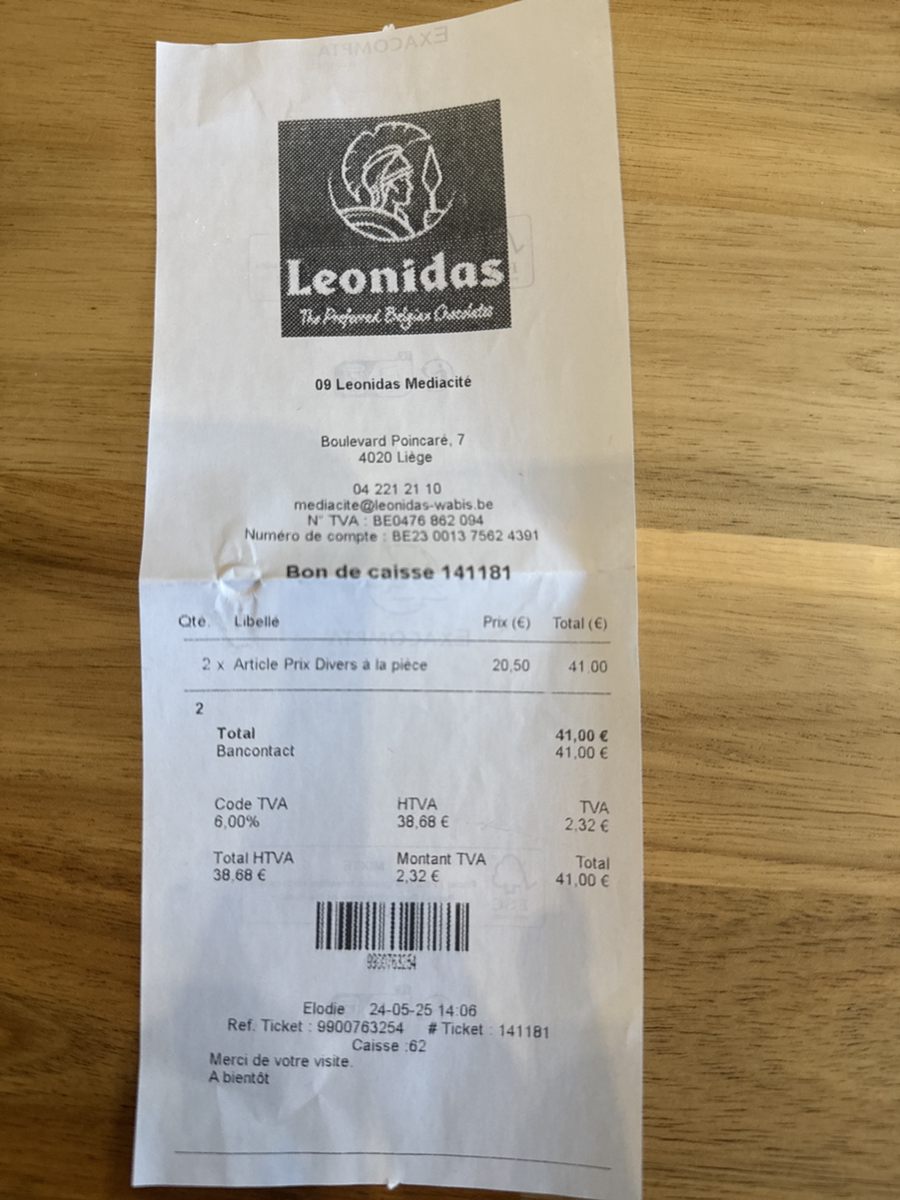 Leonidas
The Preferred Belgian Chocolates
09 Leonidas Mediacité
Boulevard Poincaré, 7
4020 Liège
04 221 21 10
mediacite@leonidas-wabis.be
N° TVA : BE0476 862 094
Numéro de compte : BE23 0013 7562 4391
Bon de caisse 141181
Qté. Libellé Prix (€) Total (€)
2 x Article Prix Divers à la pièce 20,50 41,00
2
Total 41,00 €
Bancontact 41,00 €
Code TVA HTVA TVA
6,00% 38,68 € 2,32 €
Total HTVA Montant TVA Total
38,68 € 2,32 € 41,00 €
9900763254
Elodie 24-05-25 14:06
Ref. Ticket : 9900763254 # Ticket : 141181
Caisse :62
Merci de votre visite.
A bientôt